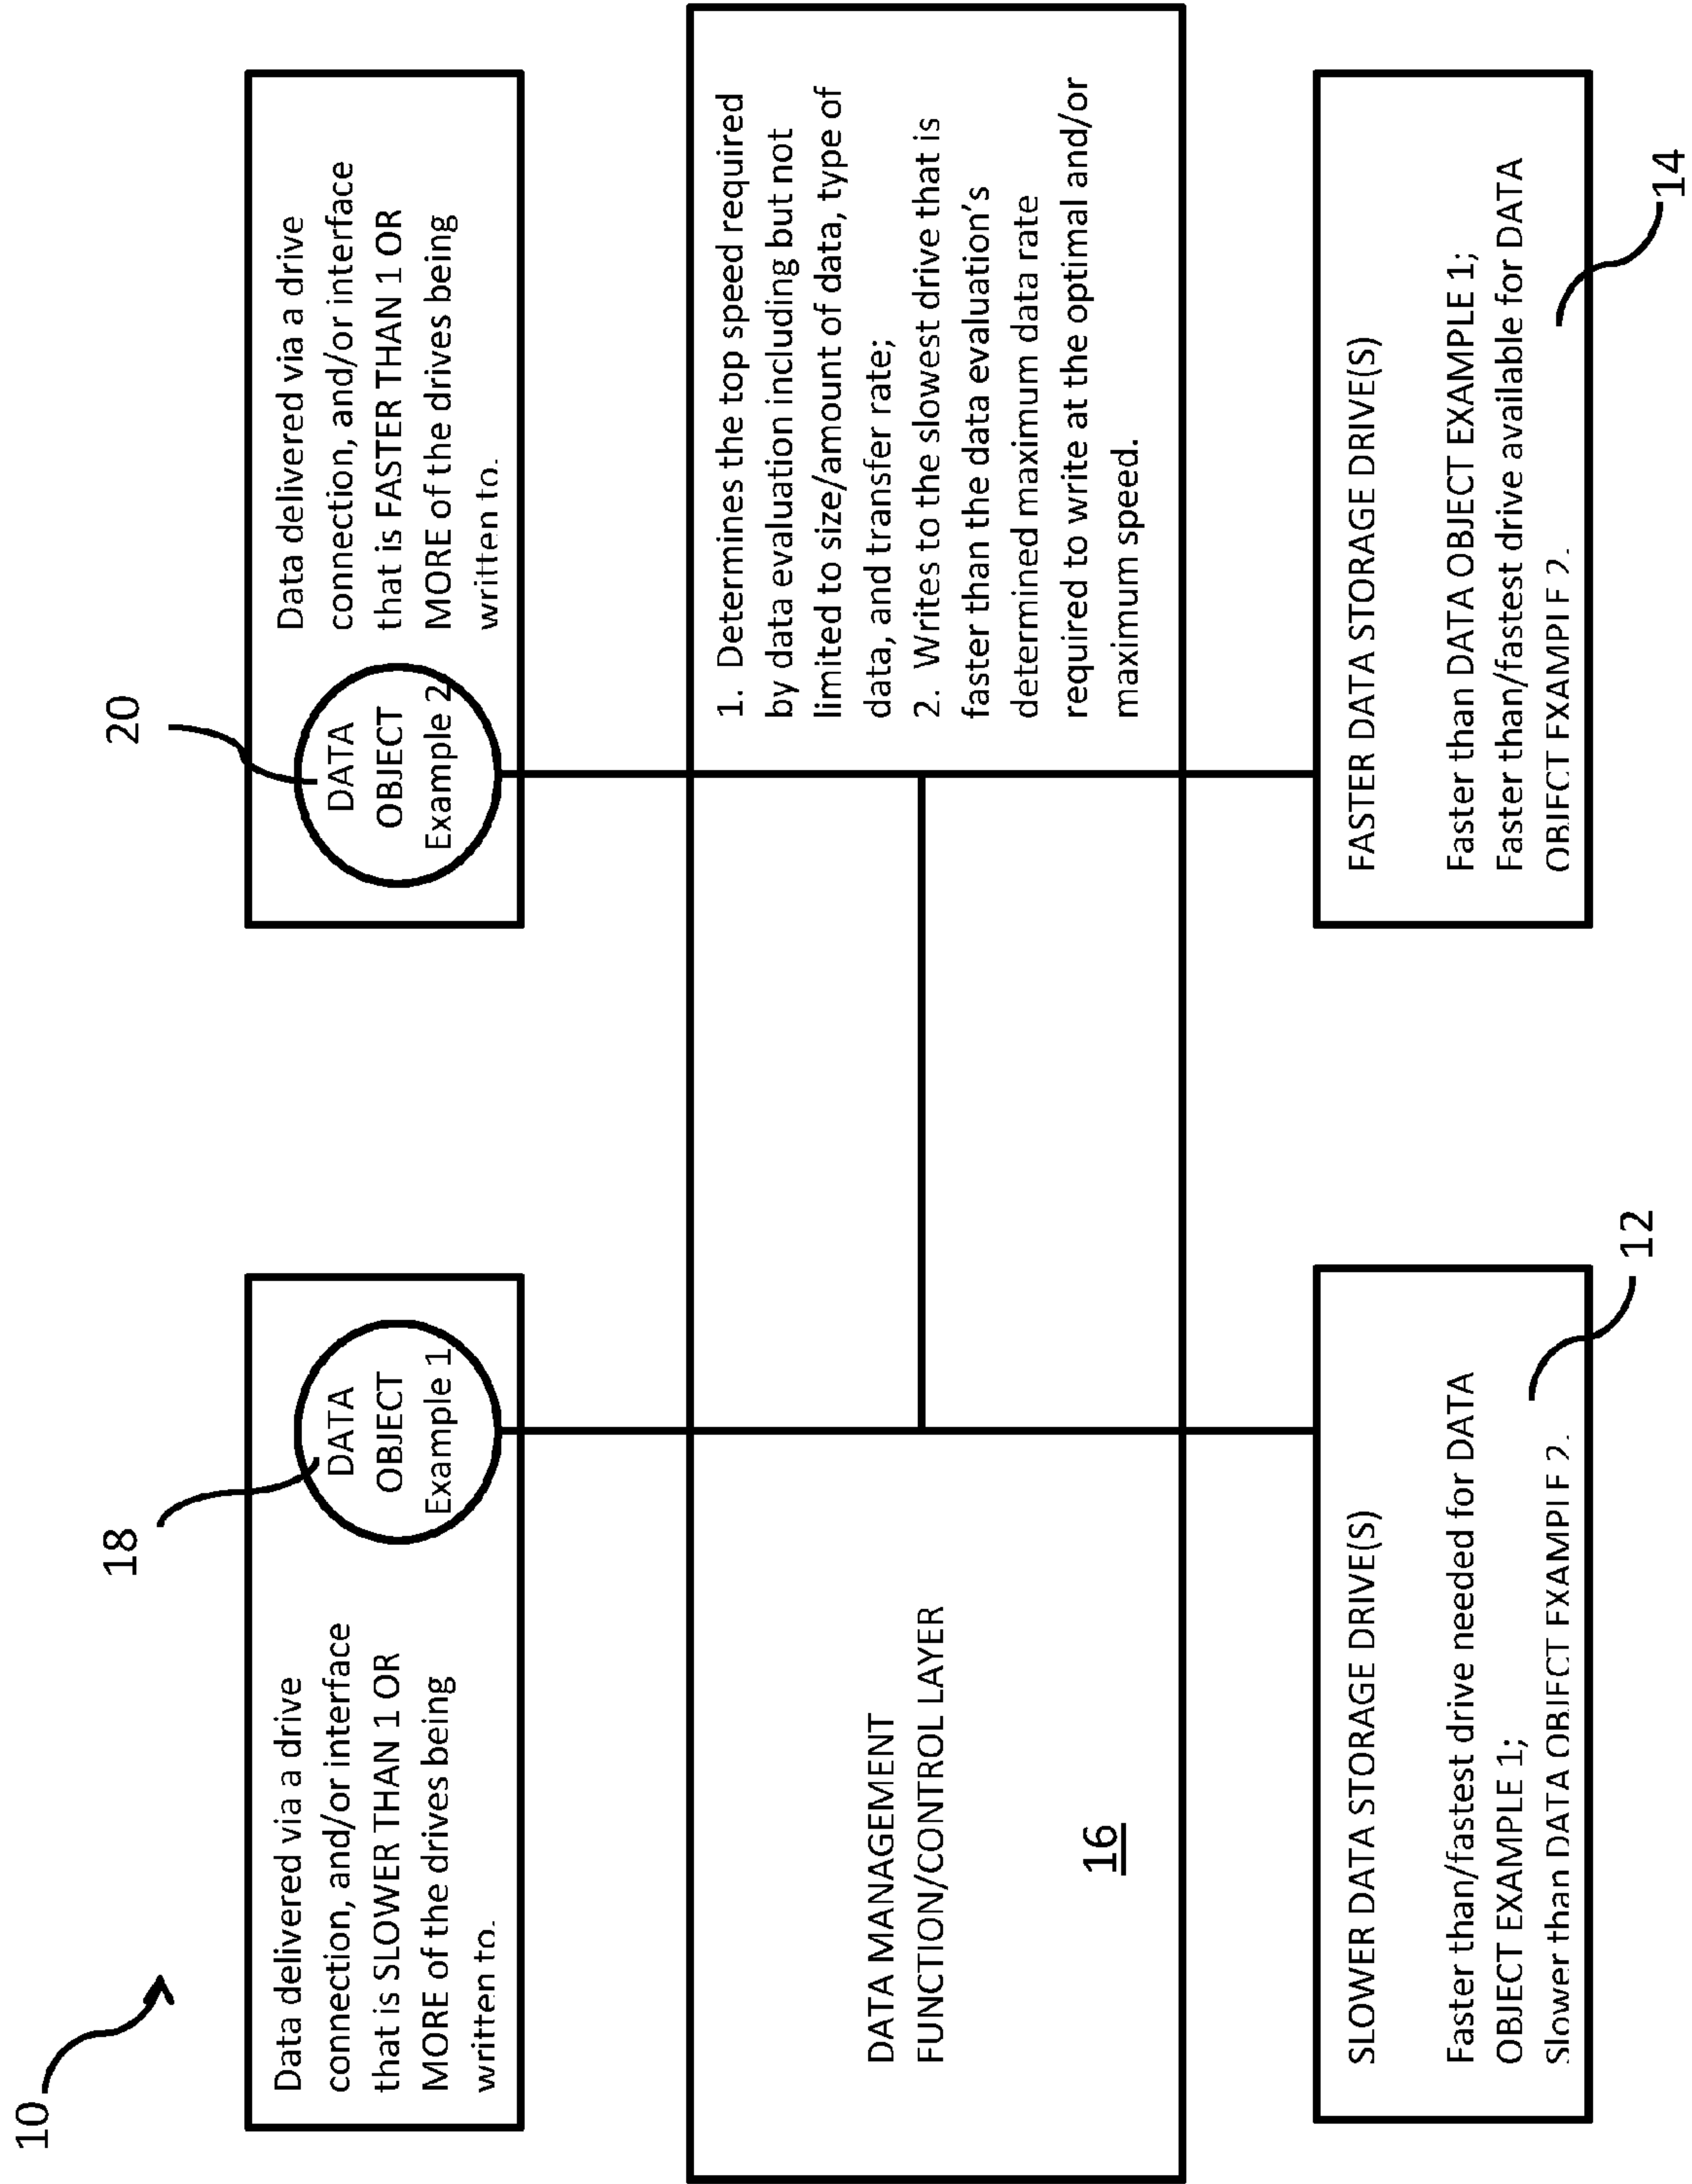 10
18
20
Data delivered via a drive
connection, and/or interface
that is SLOWER THAN 1 OR
MORE of the drives being
written to.
DATA
OBJECT
Example 1
DATA
OBJECT
Example 2
Data delivered via a drive
connection, and/or interface
that is FASTER THAN 1 OR
MORE of the drives being
written to.
DATA MANAGEMENT
FUNCTION/CONTROL LAYER
16
1. Determines the top speed required
by data evaluation including but not
limited to size/amount of data, type of
data, and transfer rate;
2. Writes to the slowest drive that is
faster than the data evaluation's
determined maximum data rate
required to write at the optimal and/or
maximum speed.
SLOWER DATA STORAGE DRIVE(S)
Faster than/fastest drive needed for DATA
OBJECT EXAMPLE 1;
Slower than DATA OBJECT EXAMPLE 2.
12
FASTER DATA STORAGE DRIVE(S)
Faster than DATA OBJECT EXAMPLE 1;
Faster than/fastest drive available for DATA
OBJECT EXAMPLE 2.
14